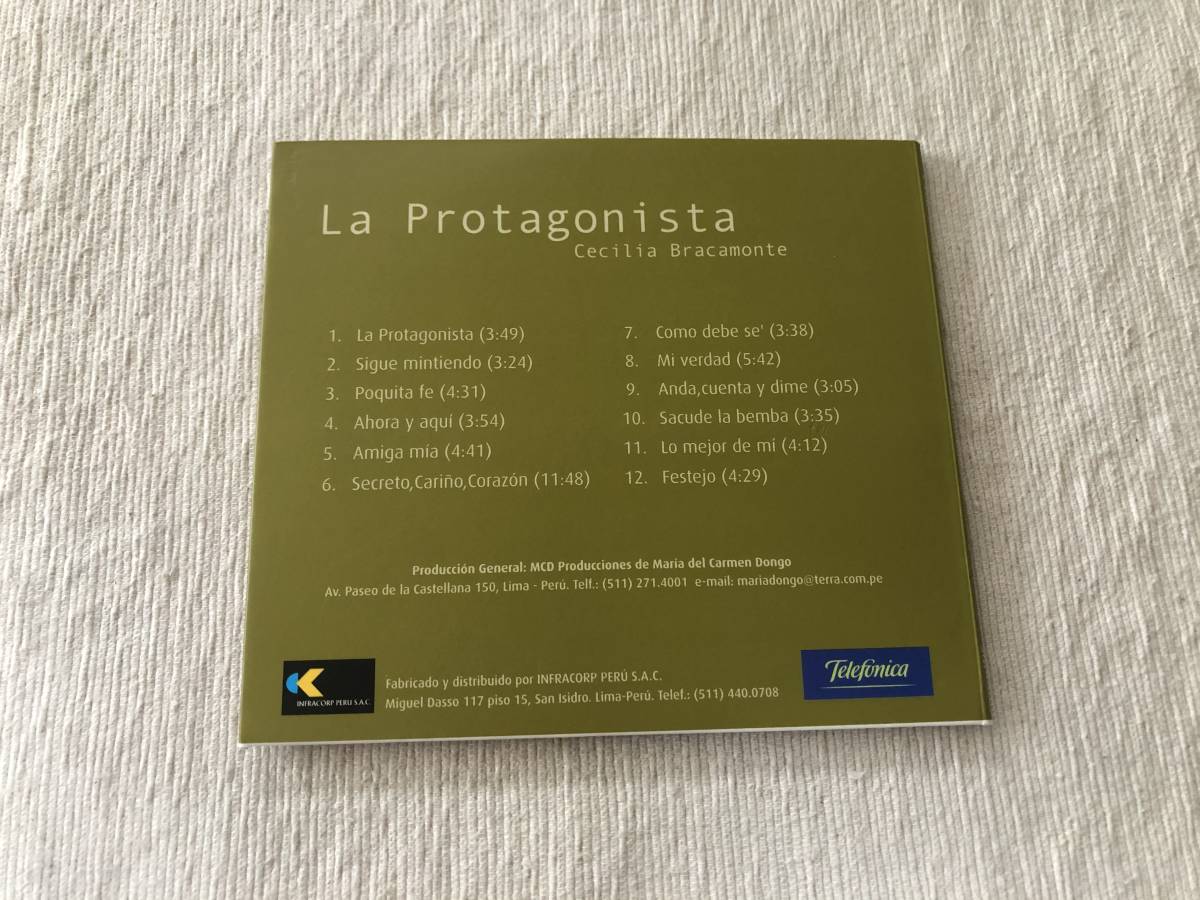 La Protagonista
Cecilia Bracamonte
1. La Protagonista (3:49)
2. Sigue mintiendo (3:24)
3. Poquita fe (4:31)
4. Ahora y aquí (3:54)
5. Amiga mía (4:41)
6. Secreto,Cariño,Corazón (11:48)
7. Como debe se' (3:38)
8. Mi verdad (5:42)
9. Anda,cuenta y dime (3:05)
10. Sacude la bemba (3:35)
11. Lo mejor de mí (4:12)
12. Festejo (4:29)
Producción General: MCD Producciones de Maria del Carmen Dongo
Av. Paseo de la Castellana 150, Lima - Perú. Telf.: (511) 271.4001 e-mail: mariadongo@terra.com.pe
INFRACORP PERU S.A.C.
Fabricado y distribuido por INFRACORP PERÚ S.A.C.
Miguel Dasso 117 piso 15, San Isidro. Lima-Perú. Telef.: (511) 440.0708
Telefónica